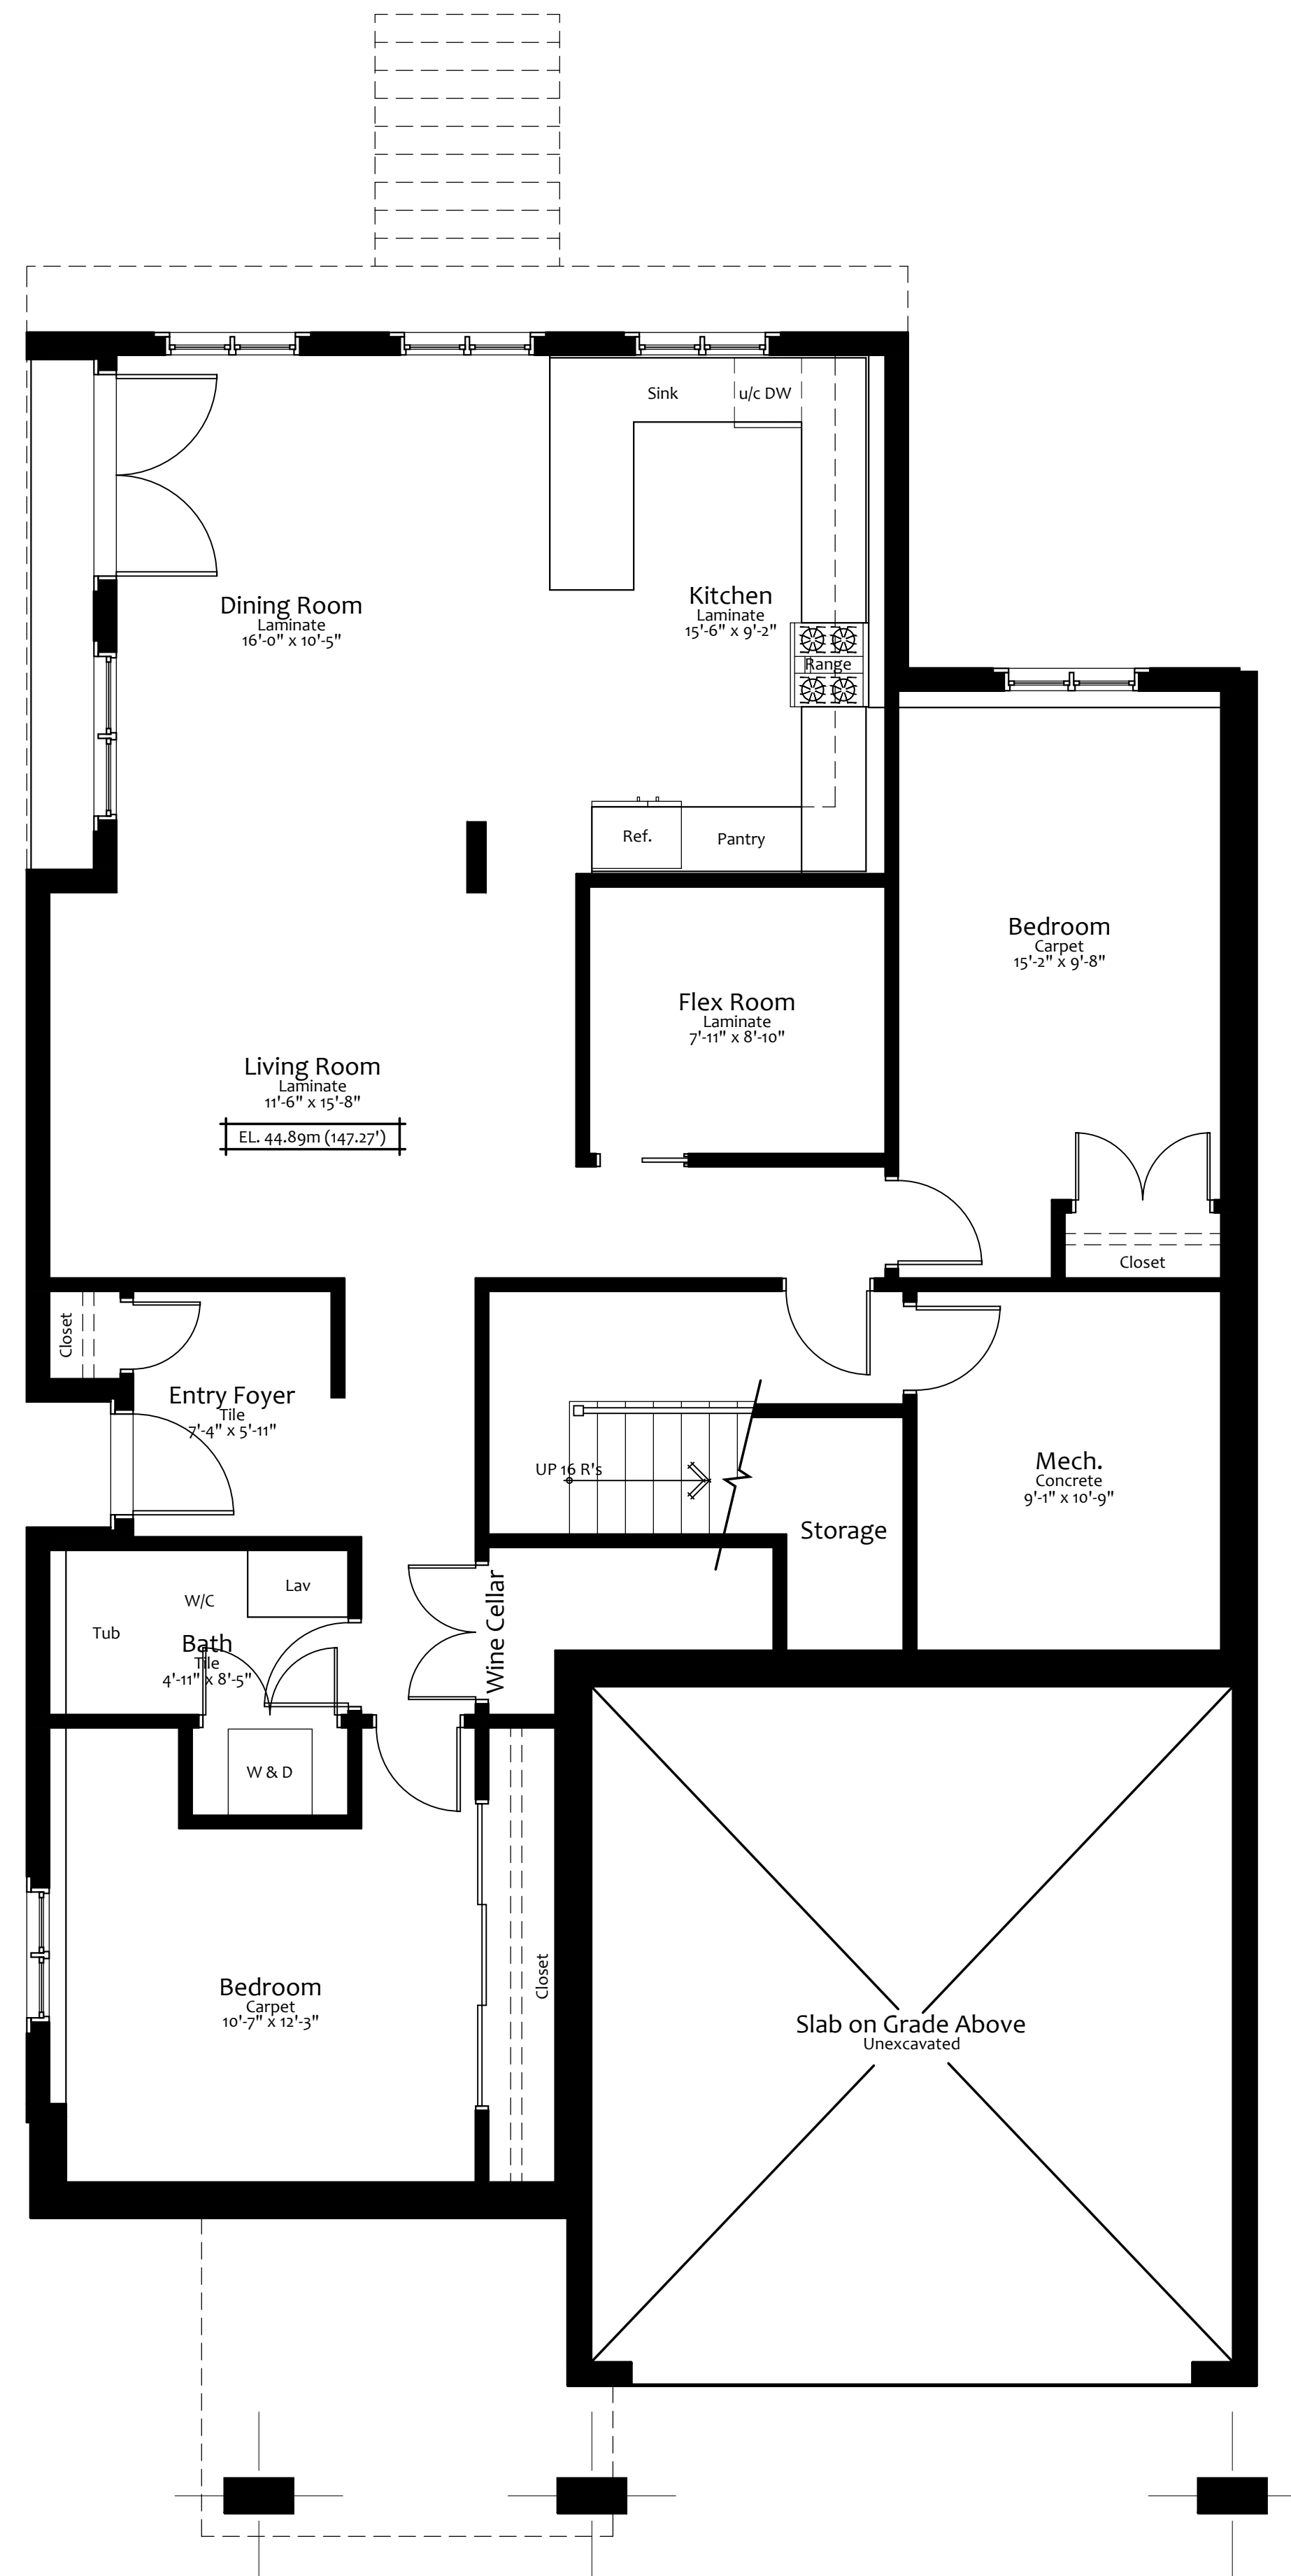 Sink
u/c DW
Dining Room
Laminate
16'-0" x 10'-5"
Kitchen
Laminate
15'-6" x 9'-2"
Range
Ref.
Pantry
Bedroom
Carpet
15'-2" x 9'-8"
Flex Room
Laminate
7'-11" x 8'-10"
Living Room
Laminate
11'-6" x 15'-8"
EL. 44.89m (147.27')
Closet
Closet
Entry Foyer
Tile
7'-4" x 5'-11"
UP 16 R's
Mech.
Concrete
9'-1" x 10'-9"
Storage
Wine Cellar
Lav
W/C
Tub
Bath
Tile
4'-11" x 8'-5"
W & D
Closet
Bedroom
Carpet
10'-7" x 12'-3"
Slab on Grade Above
Unexcavated